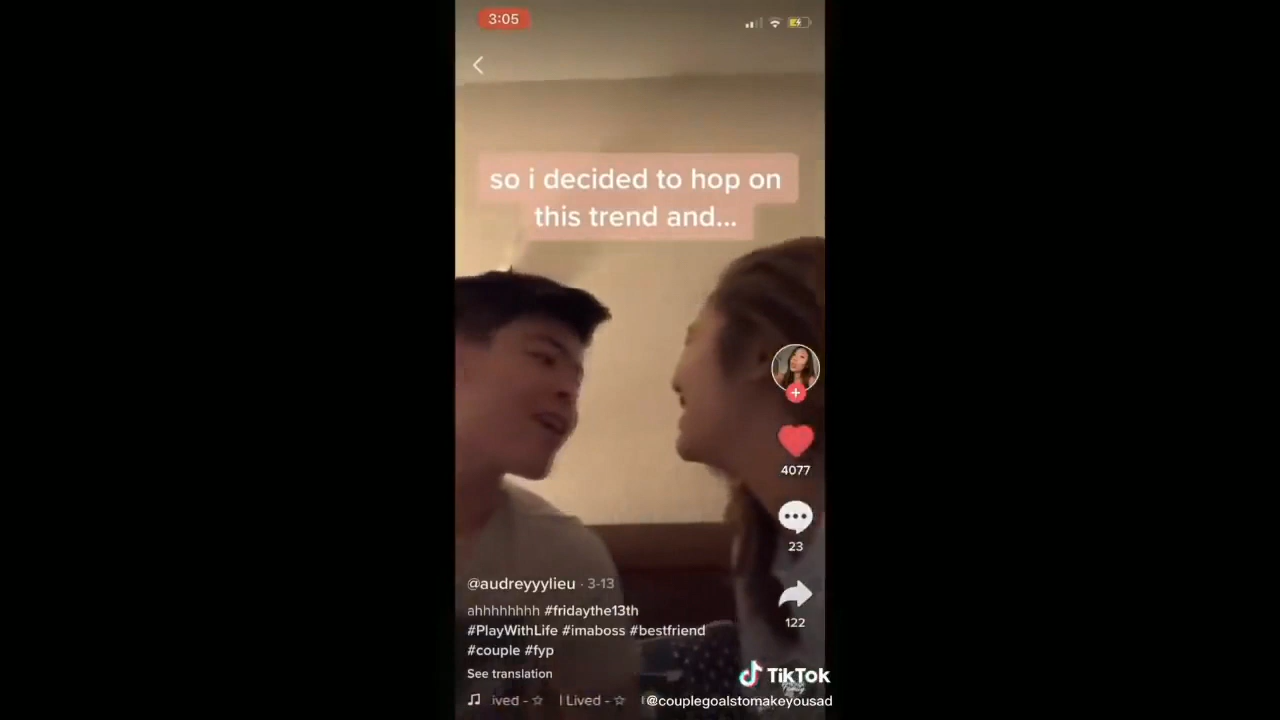 3:05
so i decided to hop on
this trend and...
4077
23
122
@audreyyylieu · 3-13
ahhhhhhhh #fridaythe13th
#PlayWithLife #imaboss #bestfriend
#couple #fyp
See translation
ived - ☆ I Lived - ☆
TikTok
@couplegoalstomakeyousad